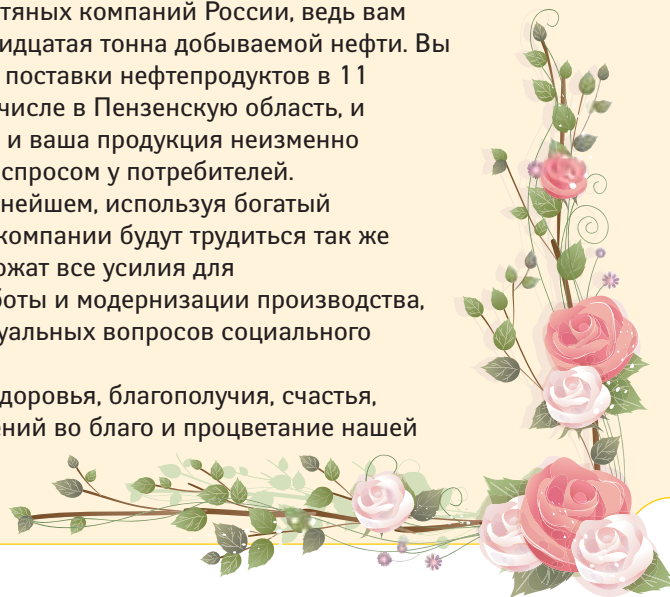 тяных компаний России, ведь вам
идцатая тонна добываемой нефти. Вы
поставки нефтепродуктов в 11
числе в Пензенскую область, и
и ваша продукция неизменно
спросом у потребителей.
нейшем, используя богатый
компании будут трудиться так же
ожат все усилия для
боты и модернизации производства,
уальных вопросов социального
доровья, благополучия, счастья,
ений во благо и процветание нашей